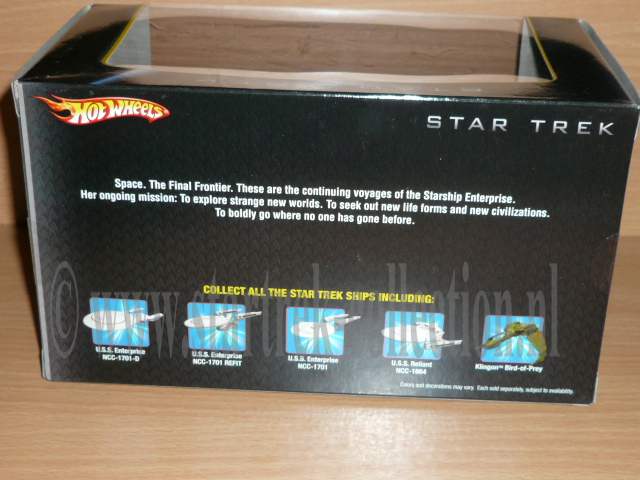 Hot Wheels
STAR TREK
Space. The Final Frontier. These are the continuing voyages of the Starship Enterprise.
Her ongoing mission: To explore strange new worlds. To seek out new life forms and new civilizations.
To boldly go where no one has gone before.
© www.startrekcollection.nl
COLLECT ALL THE STAR TREK SHIPS INCLUDING:
U.S.S. Enterprise
NCC-1701-D
U.S.S. Enterprise
NCC-1701 REFIT
U.S.S. Enterprise
NCC-1701
U.S.S. Reliant
NCC-1864
Klingon™ Bird-of-Prey
Colors and decorations may vary. Each sold separately, subject to availability.